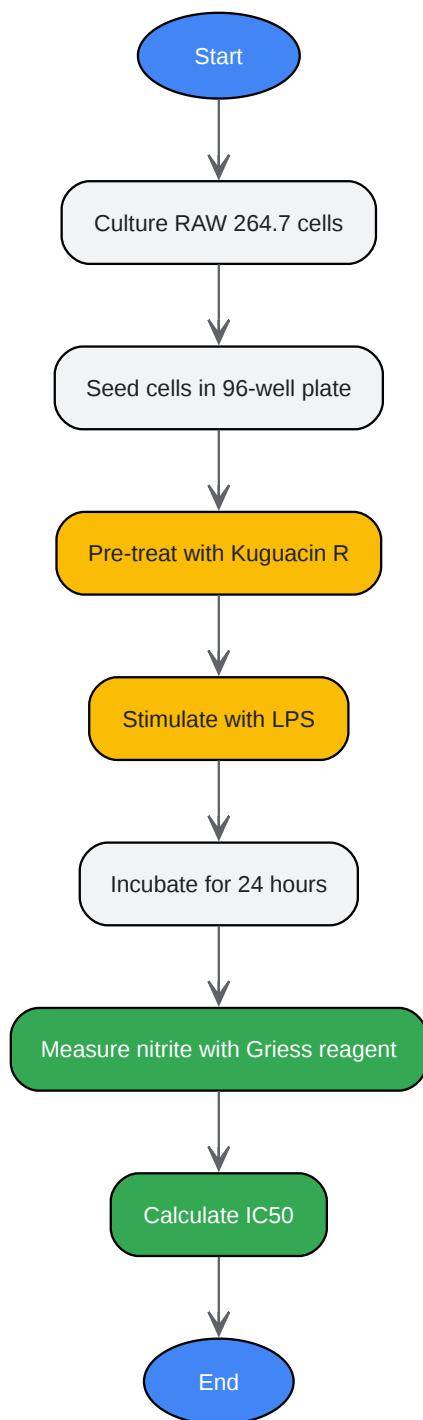 Start
Culture RAW 264.7 cells
Seed cells in 96-well plate
Pre-treat with Kuguacin R
Stimulate with LPS
Incubate for 24 hours
Measure nitrite with Griess reagent
Calculate IC50
End